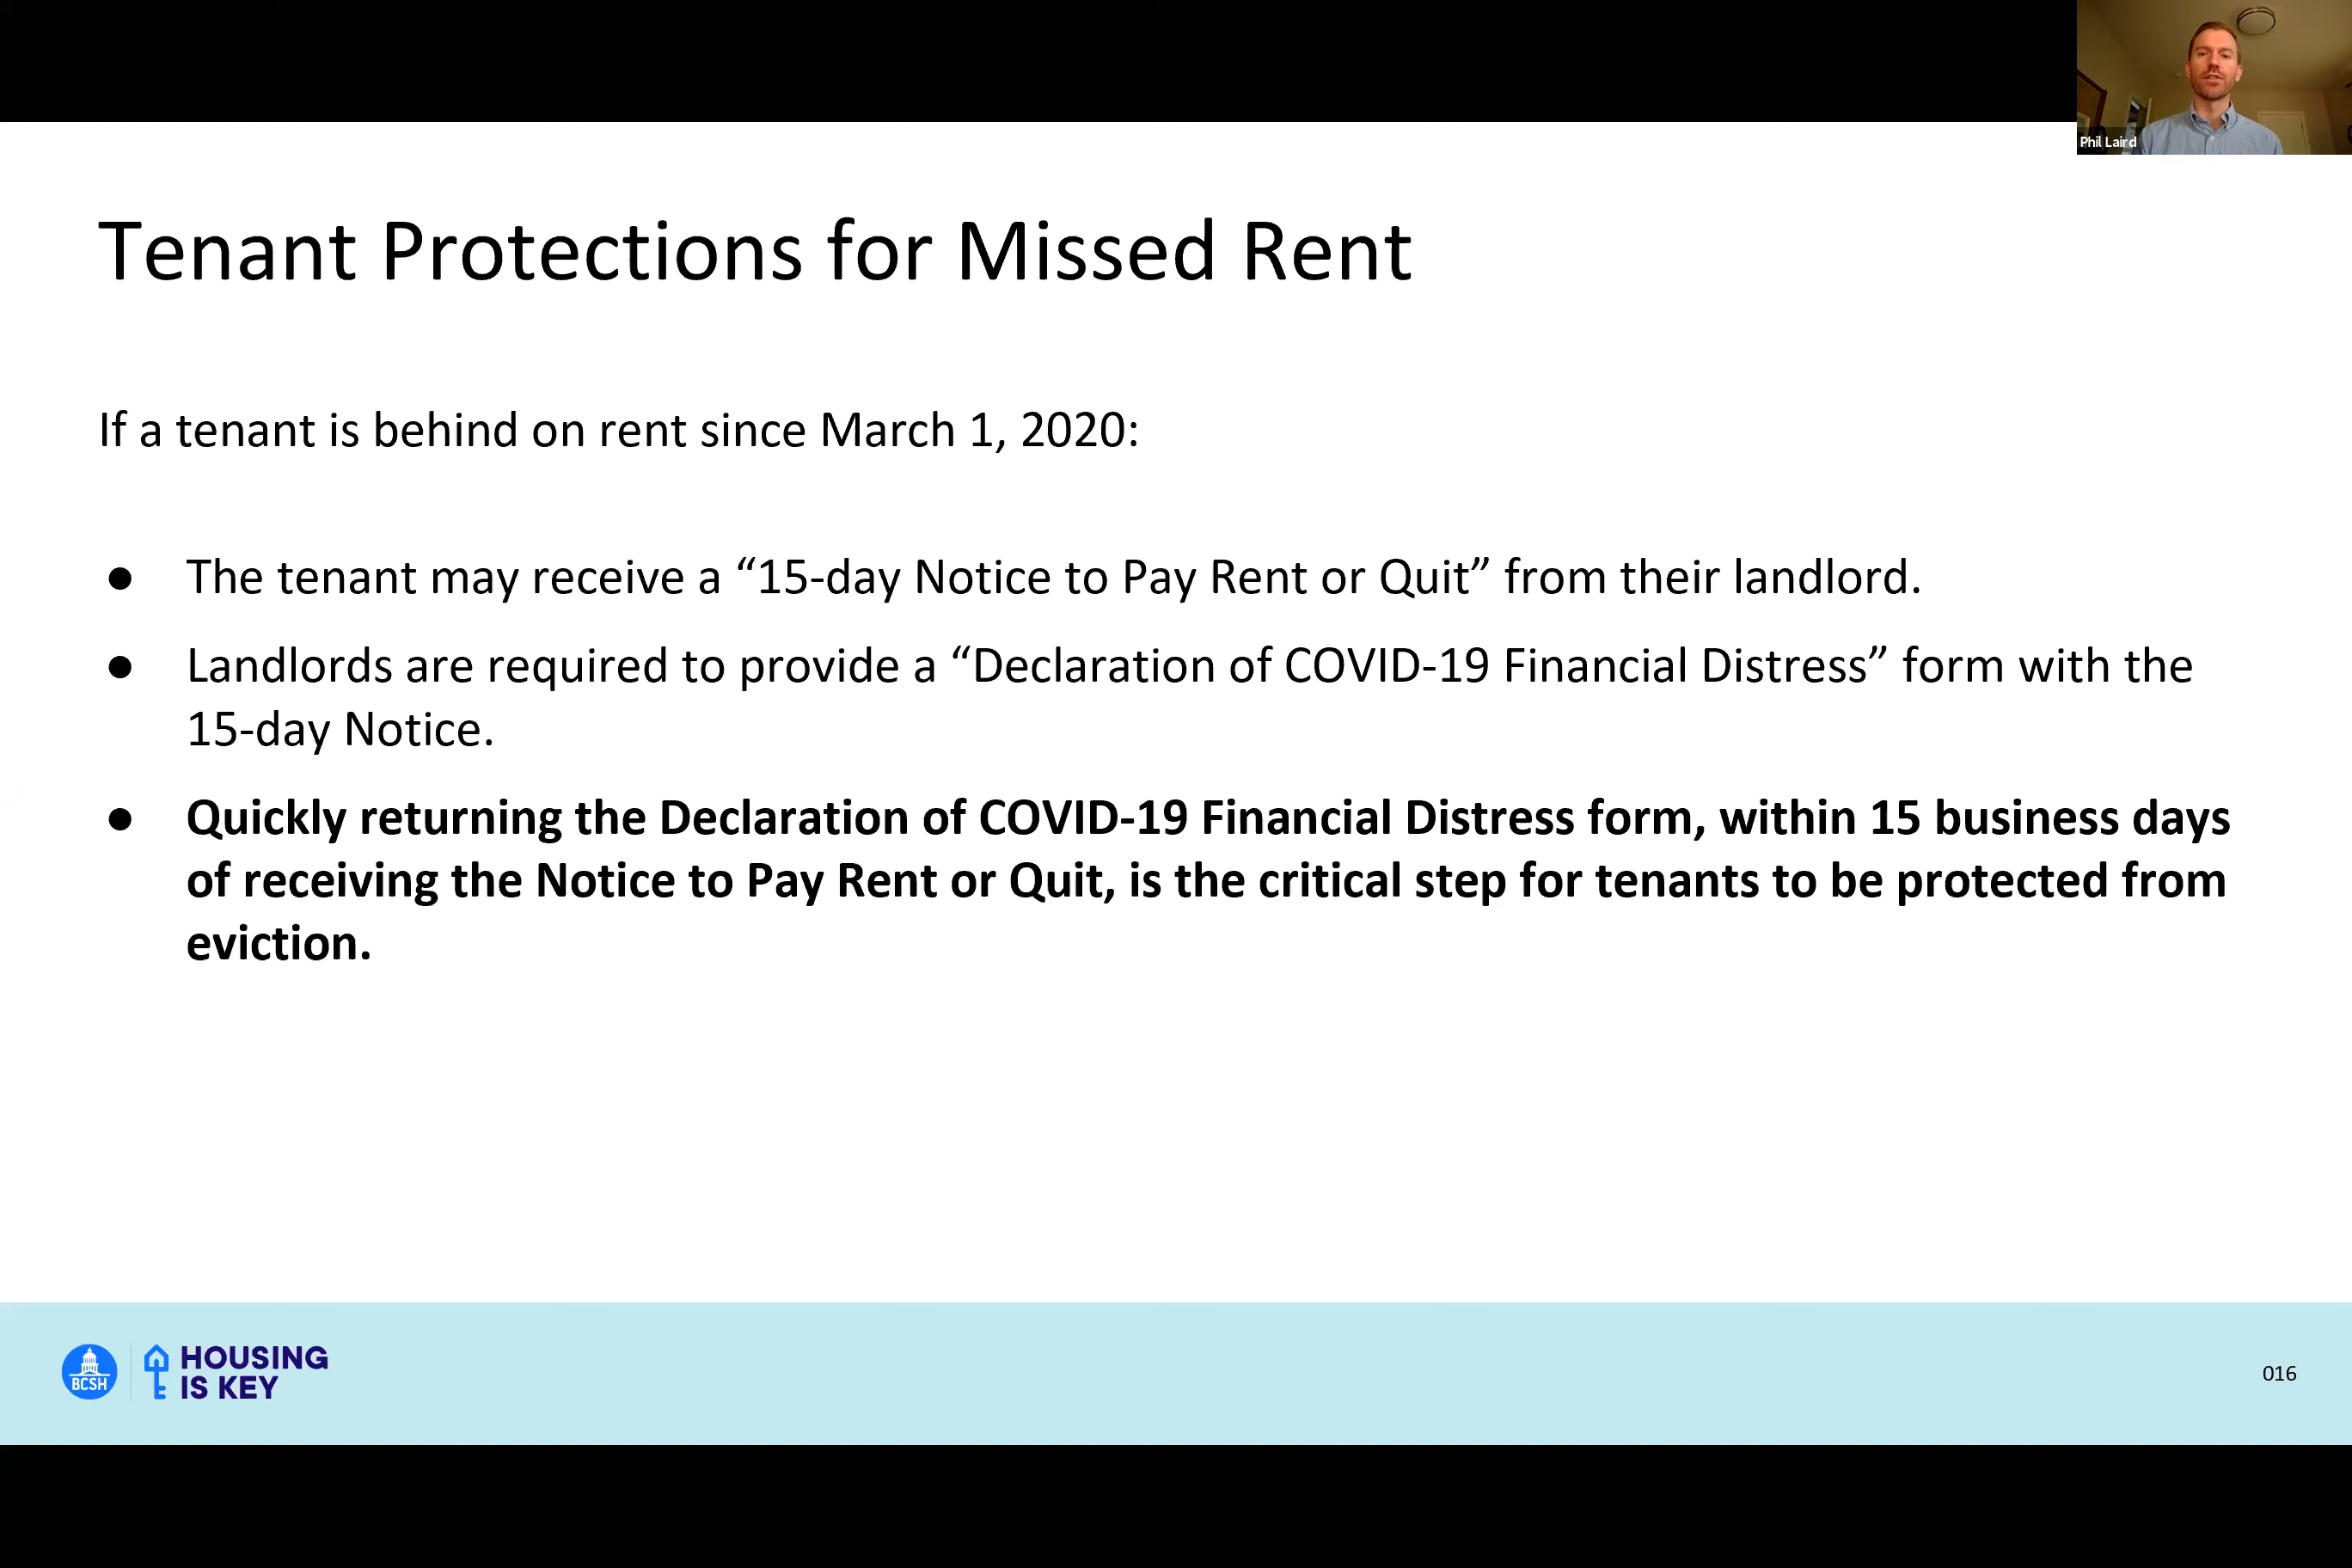 Phil Laird
Tenant Protections for Missed Rent
If a tenant is behind on rent since March 1, 2020:
● The tenant may receive a “15-day Notice to Pay Rent or Quit” from their landlord.
● Landlords are required to provide a “Declaration of COVID-19 Financial Distress” form with the
15-day Notice.
● Quickly returning the Declaration of COVID-19 Financial Distress form, within 15 business days
of receiving the Notice to Pay Rent or Quit, is the critical step for tenants to be protected from
eviction.
BCSH
HOUSING
IS KEY
016